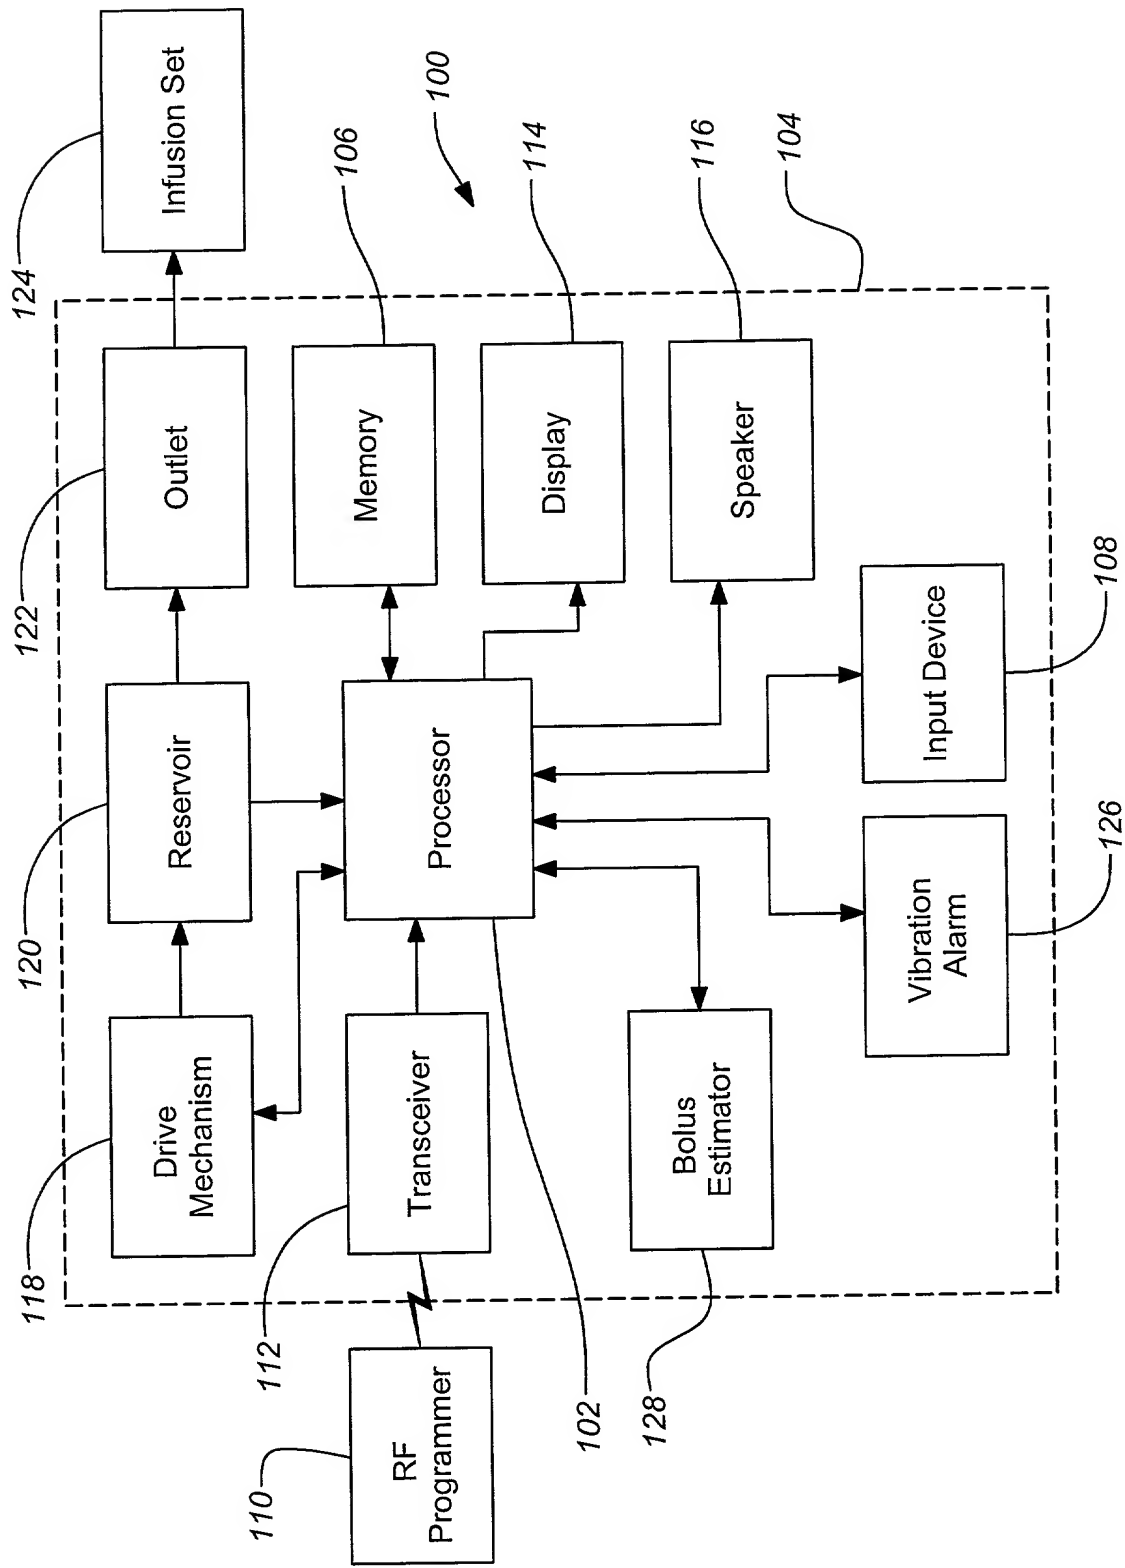 110
RF
Programmer
118
Drive
Mechanism
120
Reservoir
122
Outlet
124
Infusion Set
112
Transceiver
102
Processor
Memory
106
100
Display
114
128
Bolus
Estimator
Speaker
116
Vibration
Alarm
126
Input Device
108
104